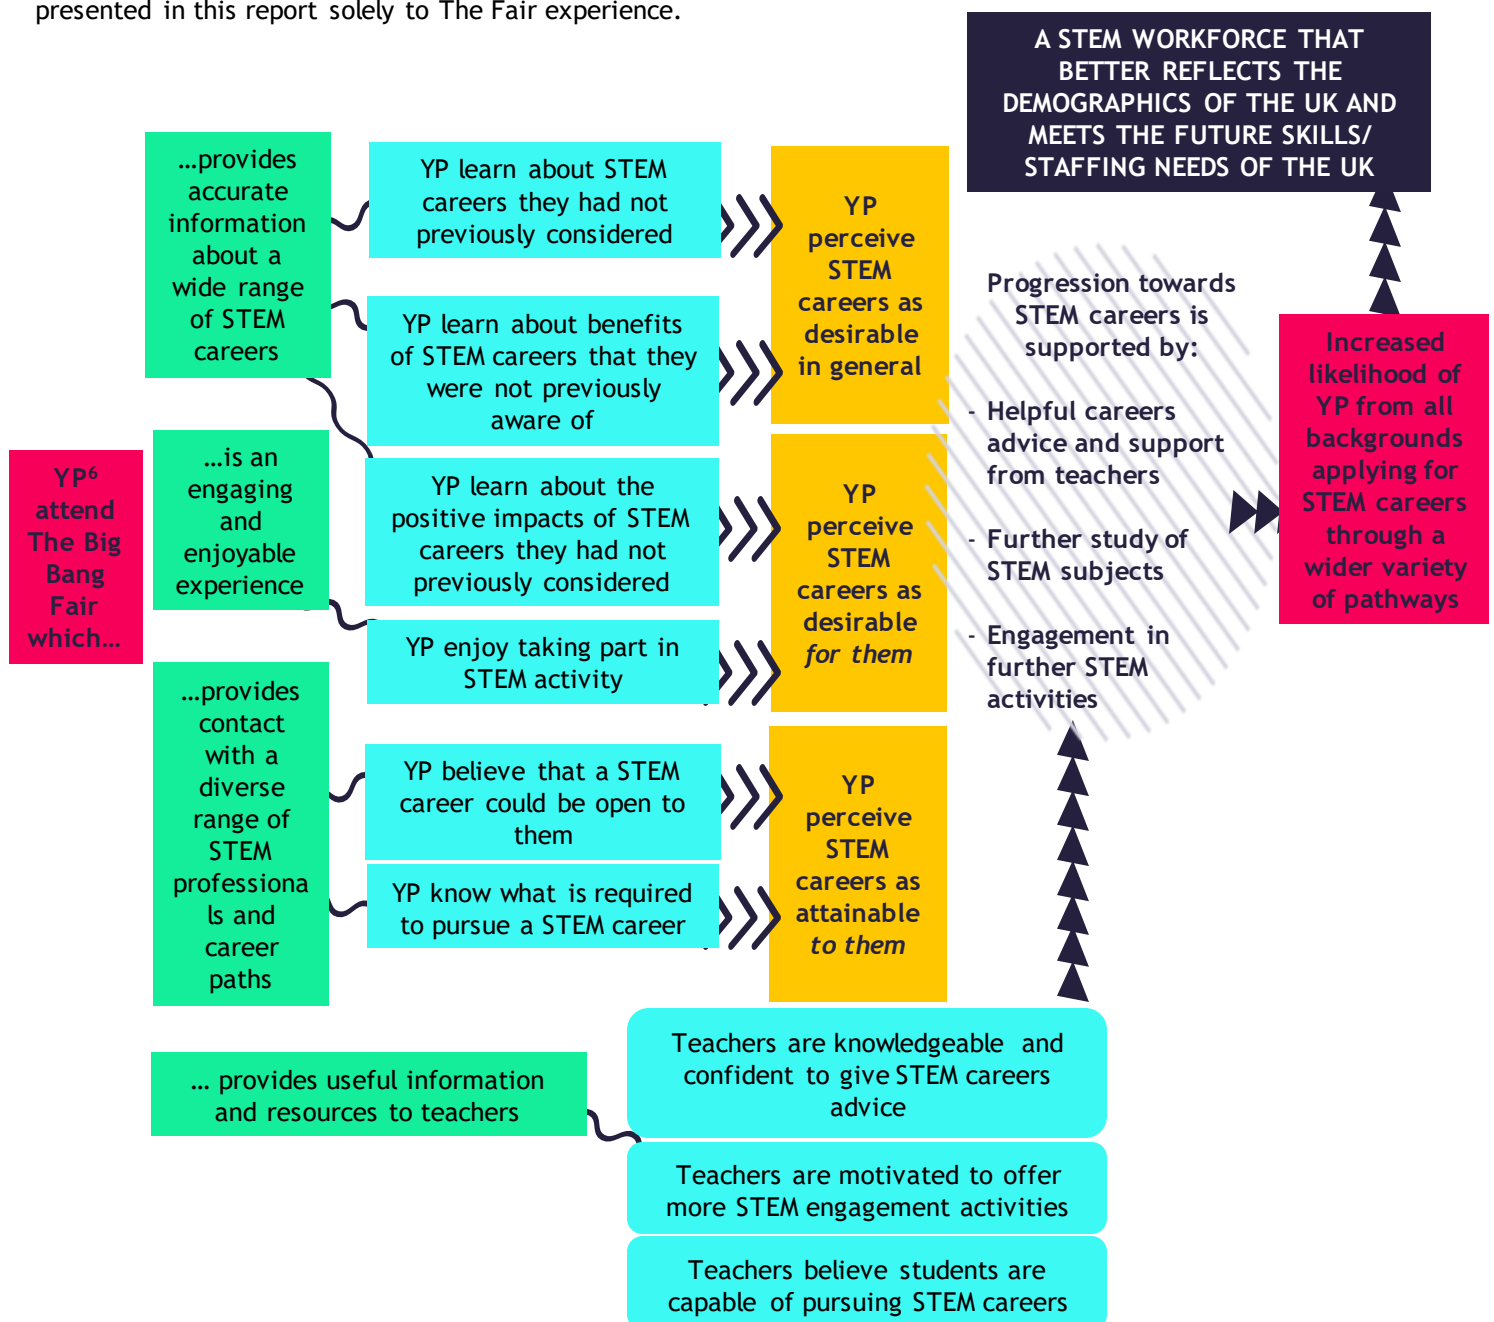 presented in this report solely to The Fair experience.
A STEM WORKFORCE THAT
BETTER REFLECTS THE
DEMOGRAPHICS OF THE UK AND
MEETS THE FUTURE SKILLS/
STAFFING NEEDS OF THE UK
YP⁶
attend
The Big
Bang
Fair
which…
…provides
accurate
information
about a
wide range
of STEM
careers
…is an
engaging
and
enjoyable
experience
…provides
contact
with a
diverse
range of
STEM
professiona
ls and
career
paths
… provides useful information
and resources to teachers
YP learn about STEM
careers they had not
previously considered
YP learn about benefits
of STEM careers that they
were not previously
aware of
YP learn about the
positive impacts of STEM
careers they had not
previously considered
YP enjoy taking part in
STEM activity
YP believe that a STEM
career could be open to
them
YP know what is required
to pursue a STEM career
Teachers are knowledgeable and
confident to give STEM careers
advice
Teachers are motivated to offer
more STEM engagement activities
Teachers believe students are
capable of pursuing STEM careers
YP
perceive
STEM
careers as
desirable
in general
YP
perceive
STEM
careers as
desirable
for them
YP
perceive
STEM
careers as
attainable
to them
Progression towards
STEM careers is
supported by:
- Helpful careers
advice and support
from teachers
- Further study of
STEM subjects
- Engagement in
further STEM
activities
Increased
likelihood of
YP from all
backgrounds
applying for
STEM careers
through a
wider variety
of pathways